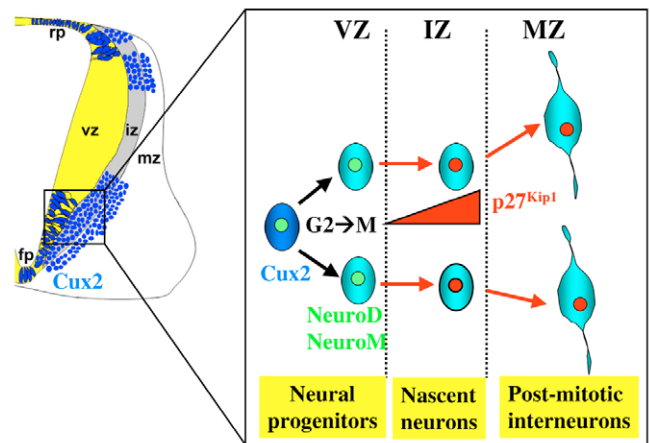 rp
vz
iz
mz
fp
Cux2
VZ
IZ
MZ
G2→M
p27Kip1
Cux2
NeuroD
NeuroM
Neural
progenitors
Nascent
neurons
Post-mitotic
interneurons